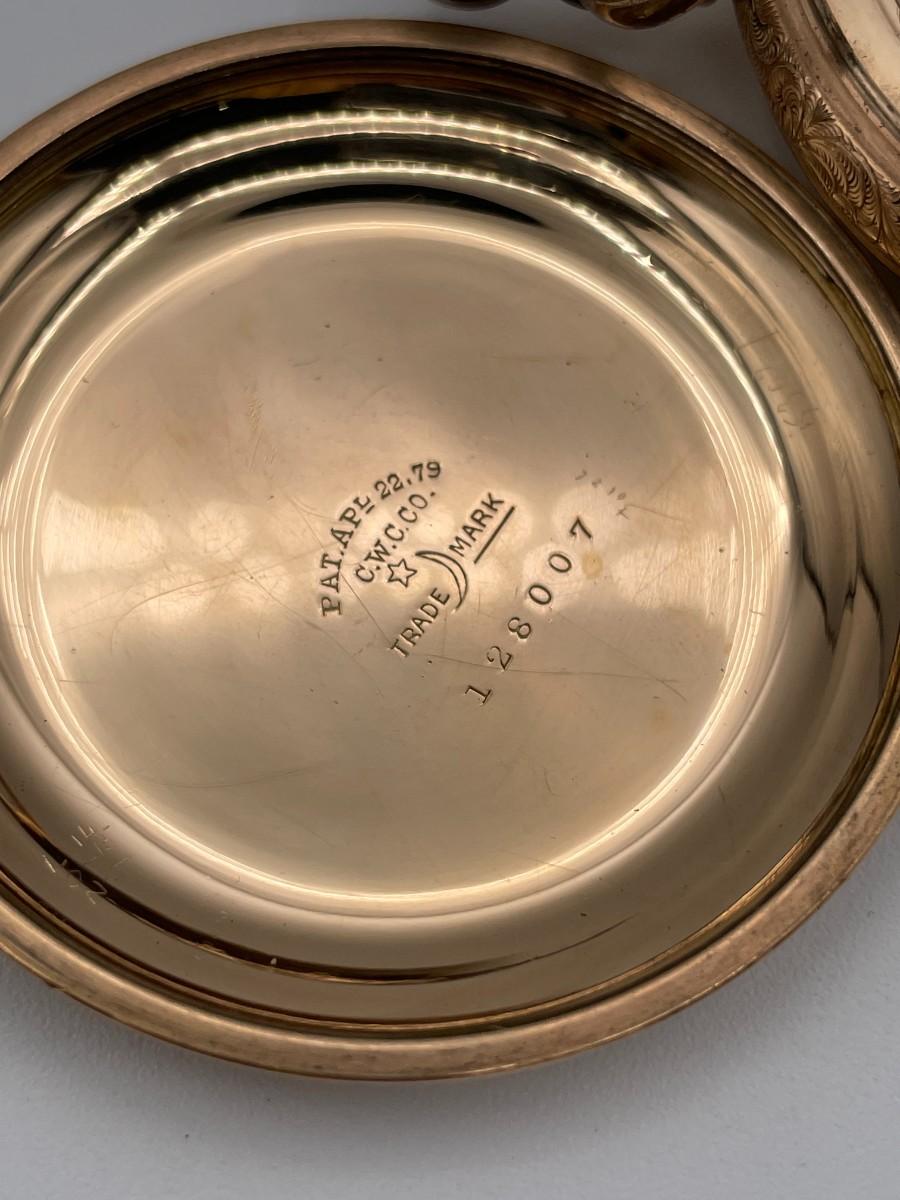 PAT. APL 22, 79
C.W.C.CO.
TRADE MARK
128007